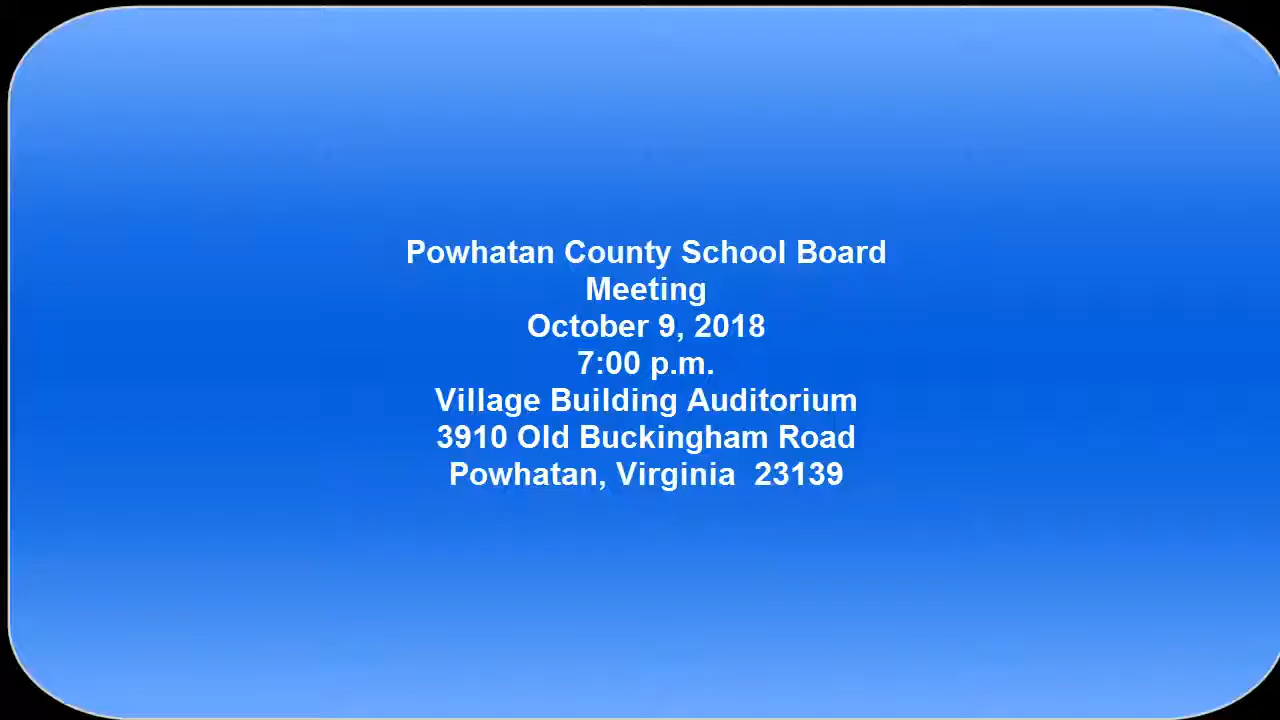 Powhatan County School Board
Meeting
October 9, 2018
7:00 p.m.
Village Building Auditorium
3910 Old Buckingham Road
Powhatan, Virginia  23139